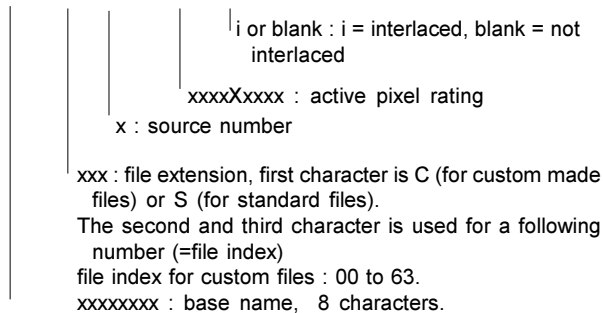 i or blank : i = interlaced, blank = not
interlaced
xxxxXxxxx : active pixel rating
x : source number
xxx : file extension, first character is C (for custom made
files) or S (for standard files).
The second and third character is used for a following
number (=file index)
file index for custom files : 00 to 63.
xxxxxxxx : base name, 8 characters.